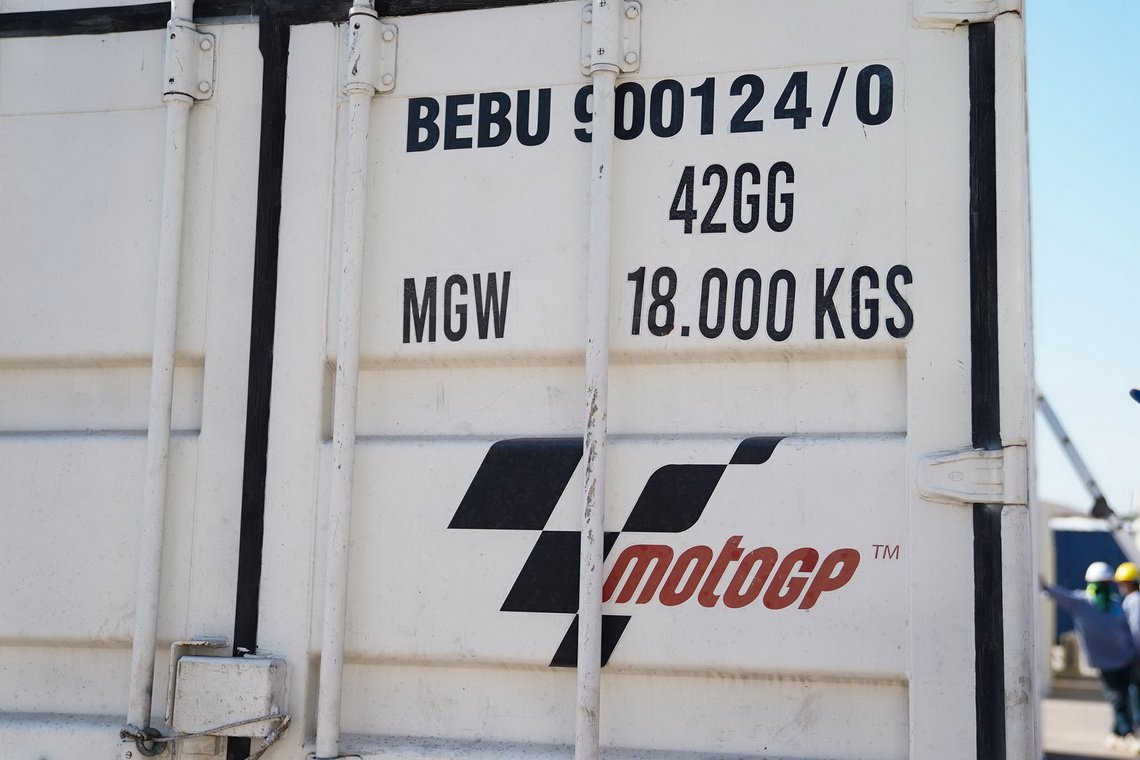 BEBU 900124/0
42GG
MGW 18.000 KGS
motoGP™